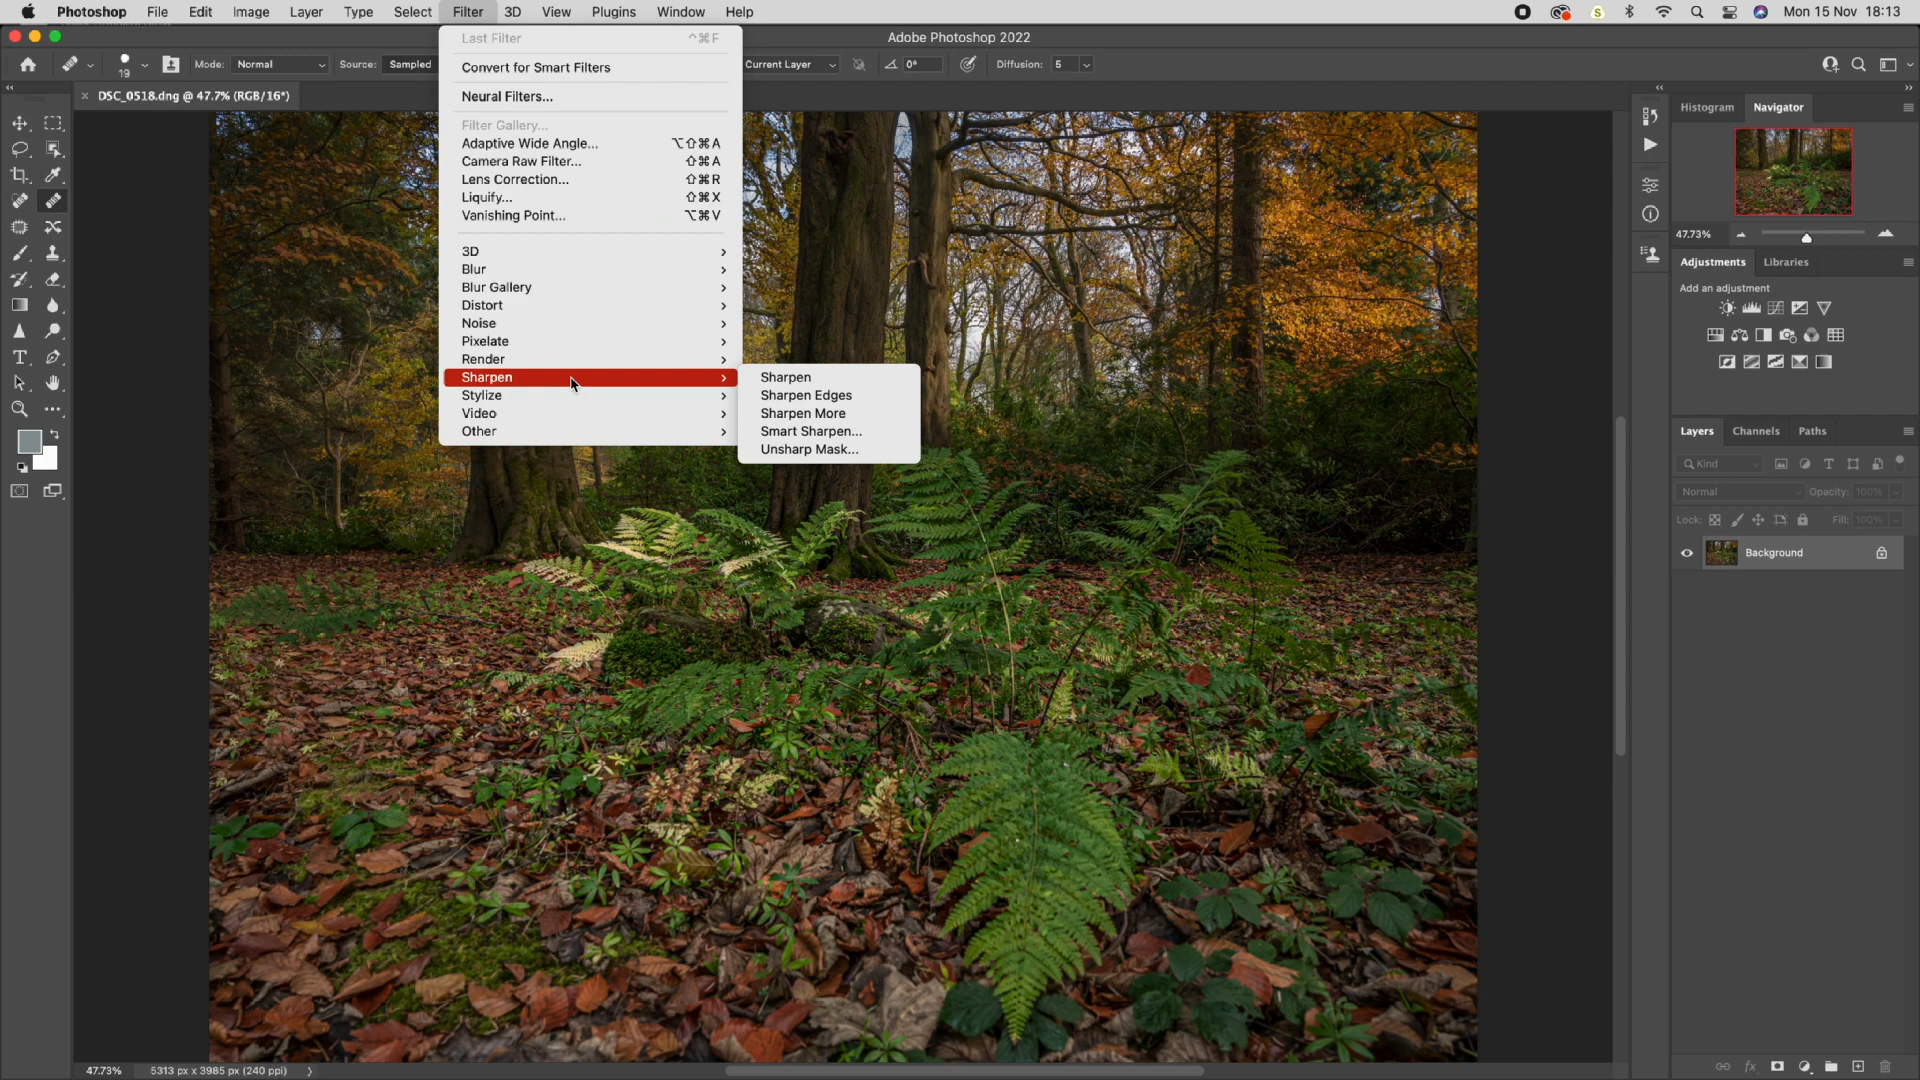 Photoshop File Edit Image Layer Type Select Filter 3D View Plugins Window Help S Mon 15 Nov 18:13
Adobe Photoshop 2022
19 Mode: Normal Source: Sampled Current Layer 0° Diffusion: 5
× DSC_0518.dng @ 47.7% (RGB/16*)
Last Filter ^⌘F
Convert for Smart Filters
Neural Filters...
Filter Gallery...
Adaptive Wide Angle... ⌥⇧⌘A
Camera Raw Filter... ⇧⌘A
Lens Correction... ⇧⌘R
Liquify... ⇧⌘X
Vanishing Point... ⌥⌘V
3D >
Blur >
Blur Gallery >
Distort >
Noise >
Pixelate >
Render >
Sharpen >
Stylize >
Video >
Other >
Sharpen
Sharpen Edges
Sharpen More
Smart Sharpen...
Unsharp Mask...
Histogram Navigator
47.73%
Adjustments Libraries
Add an adjustment
Layers Channels Paths
Kind
Normal Opacity: 100%
Lock: Fill: 100%
Background
fx
47.73% 5313 px x 3985 px (240 ppi) >